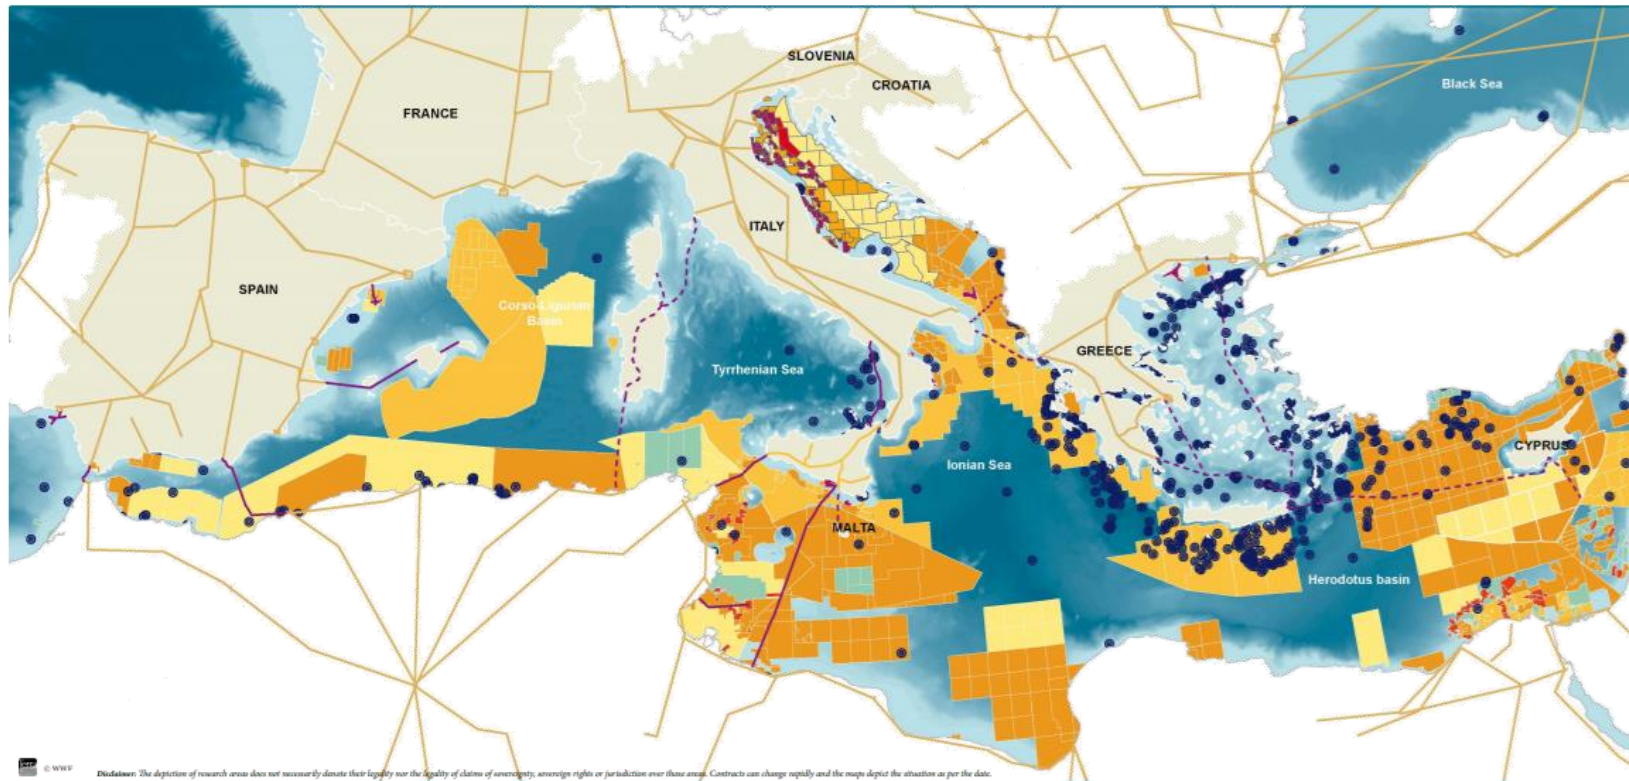 SLOVENIA
CROATIA
Black Sea
FRANCE
ITALY
SPAIN
Corso-Ligurian
Basin
GREECE
Tyrrhenian Sea
CYPRUS
Ionian Sea
MALTA
Herodotus basin
© WWF
Disclaimer: The depiction of research areas does not necessarily denote their legality nor the legality of claims of sovereignty, sovereign rights or jurisdiction over those areas. Contracts can change rapidly and the maps depict the situation as per the date.